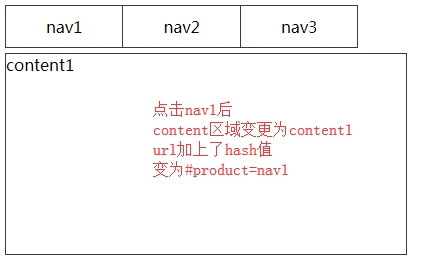 nav1 nav2 nav3
content1
点击nav1后
content区域变更为content1
url加上了hash值
变为#product=nav1